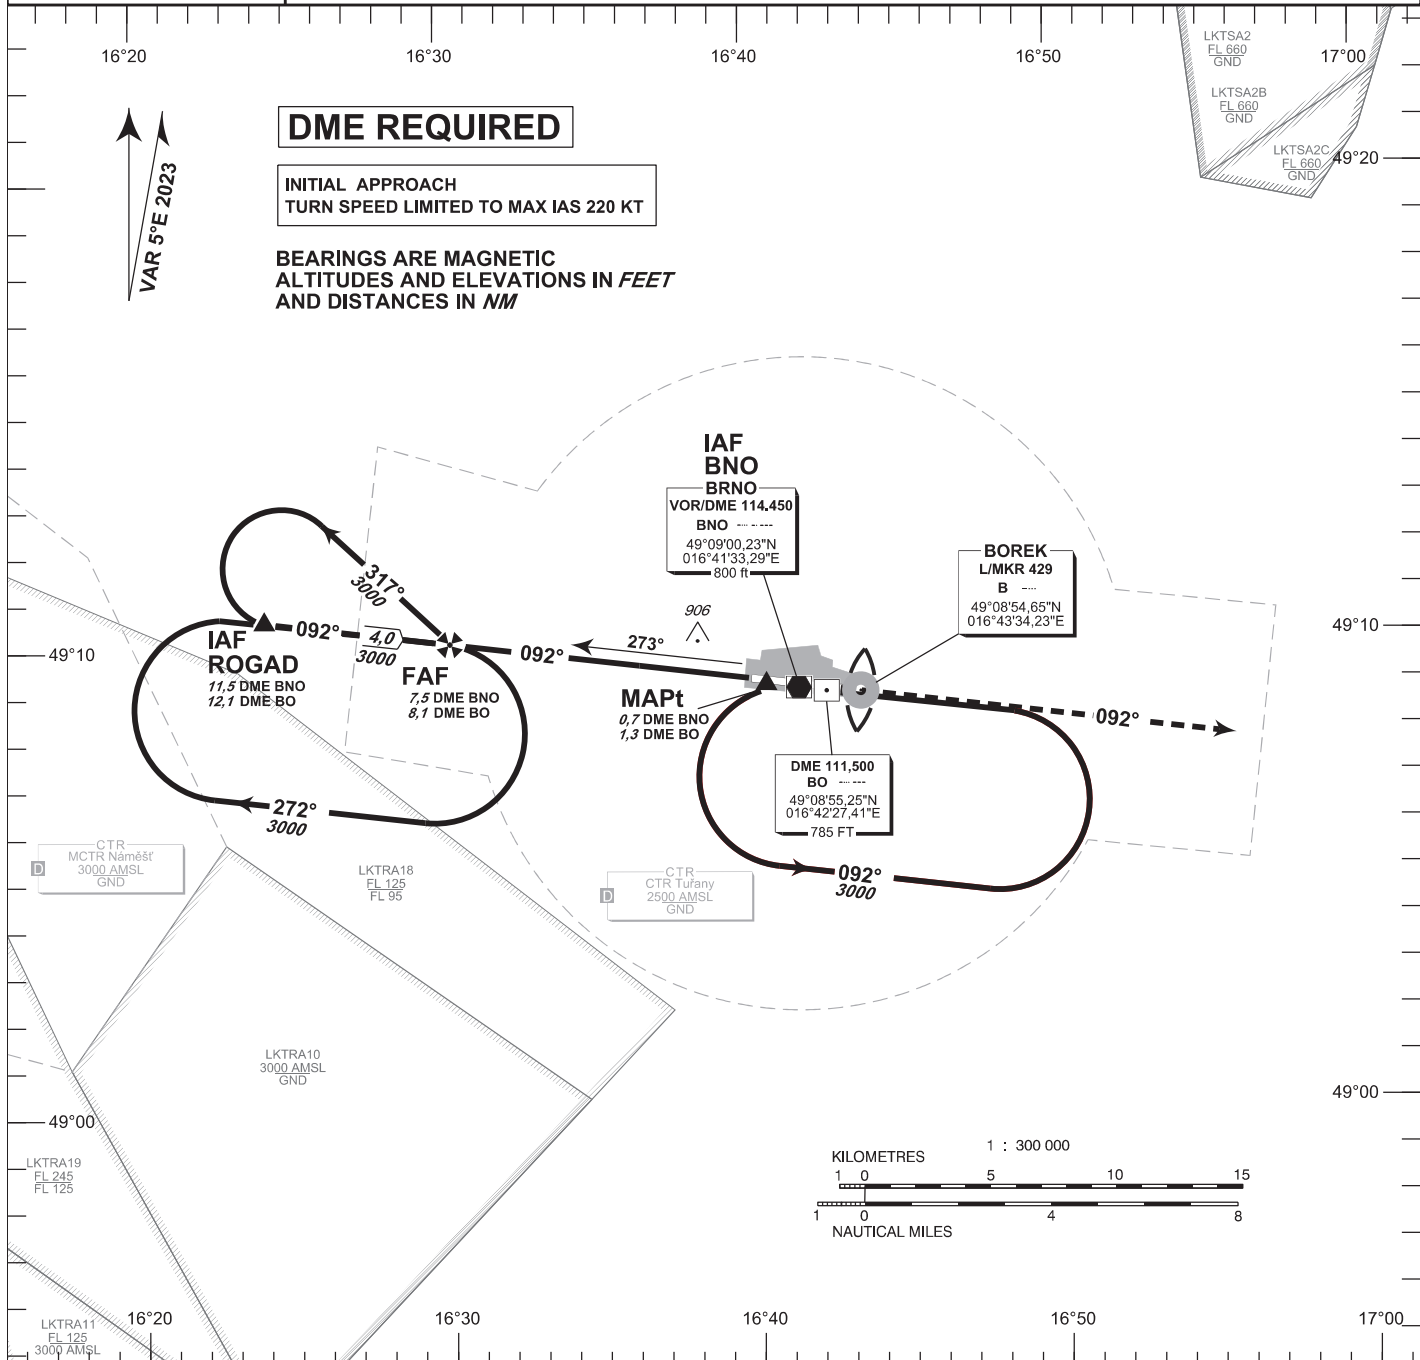 16°20
16°30
16°40
16°50
17°00
LKTSA2
FL 660
GND
LKTSA2B
FL 660
GND
LKTSA2C
FL 660
GND
49°20
DME REQUIRED
INITIAL APPROACH
TURN SPEED LIMITED TO MAX IAS 220 KT
VAR 5°E 2023
BEARINGS ARE MAGNETIC
ALTITUDES AND ELEVATIONS IN FEET
AND DISTANCES IN NM
IAF
BNO
BRNO
VOR/DME 114.450
BNO -··· -· ---
49°09'00,23"N
016°41'33,29"E
800 ft
BOREK
L/MKR 429
B -···
49°08'54,65"N
016°43'34,23"E
317°
3000
906
49°10
49°10
092°
4,0
3000
092°
273°
IAF
ROGAD
11,5 DME BNO
12,1 DME BO
FAF
7,5 DME BNO
8,1 DME BO
MAPt
0,7 DME BNO
1,3 DME BO
092°
DME 111,500
BO -··· ---
49°08'55,25"N
016°42'27,41"E
785 FT
272°
3000
CTR
MCTR Náměšť
3000 AMSL
GND
D
LKTRA18
FL 125
FL 95
CTR
CTR Tuřany
2500 AMSL
GND
D
092°
3000
LKTRA10
3000 AMSL
GND
49°00
49°00
LKTRA19
FL 245
FL 125
1 : 300 000
KILOMETRES
1 0 5 10 15
1 0 4 8
NAUTICAL MILES
LKTRA11
FL 125
3000 AMSL
16°20
16°30
16°40
16°50
17°00